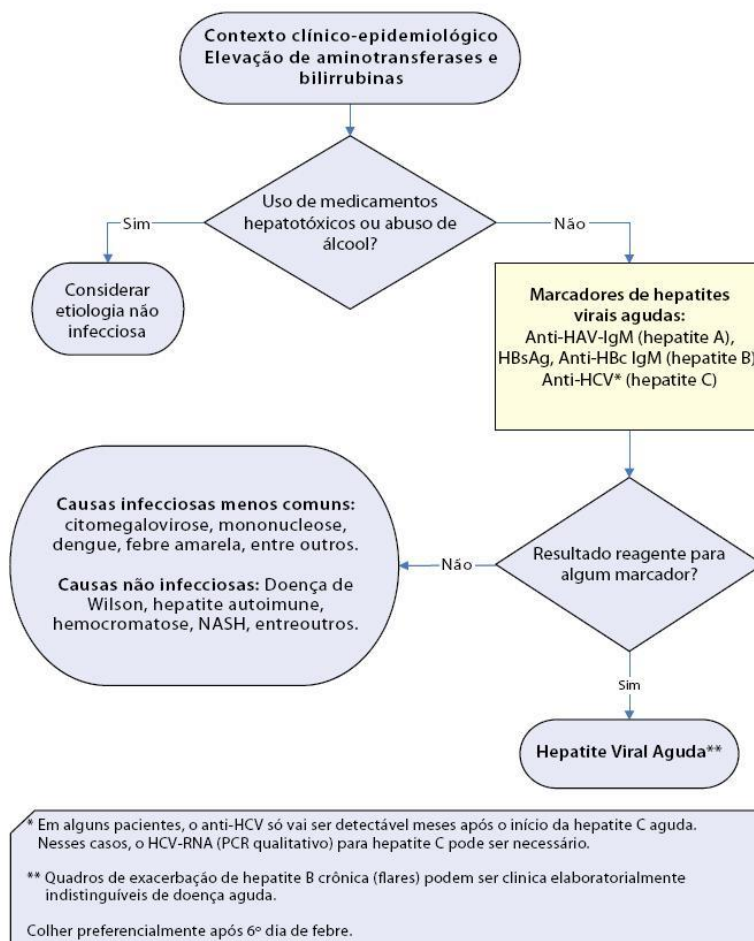 Contexto clínico-epidemiológico
Elevação de aminotransferases e
bilirrubinas
Uso de medicamentos
hepatotóxicos ou abuso de
álcool?
Sim
Não
Considerar
etiologia não
infecciosa
Marcadores de hepatites
virais agudas:
Anti-HAV-IgM (hepatite A),
HBsAg, Anti-HBc IgM (hepatite B)
Anti-HCV* (hepatite C)
Resultado reagente para
algum marcador?
Não
Causas infecciosas menos comuns:
citomegalovirose, mononucleose,
dengue, febre amarela, entre outros.
Causas não infecciosas: Doença de
Wilson, hepatite autoimune,
hemocromatose, NASH, entreoutros.
Sim
Hepatite Viral Aguda**
* Em alguns pacientes, o anti-HCV só vai ser detectável meses após o início da hepatite C aguda.
Nesses casos, o HCV-RNA (PCR qualitativo) para hepatite C pode ser necessário.
** Quadros de exacerbação de hepatite B crônica (flares) podem ser clinica elaboratorialmente
indistinguíveis de doença aguda.
Colher preferencialmente após 6º dia de febre.